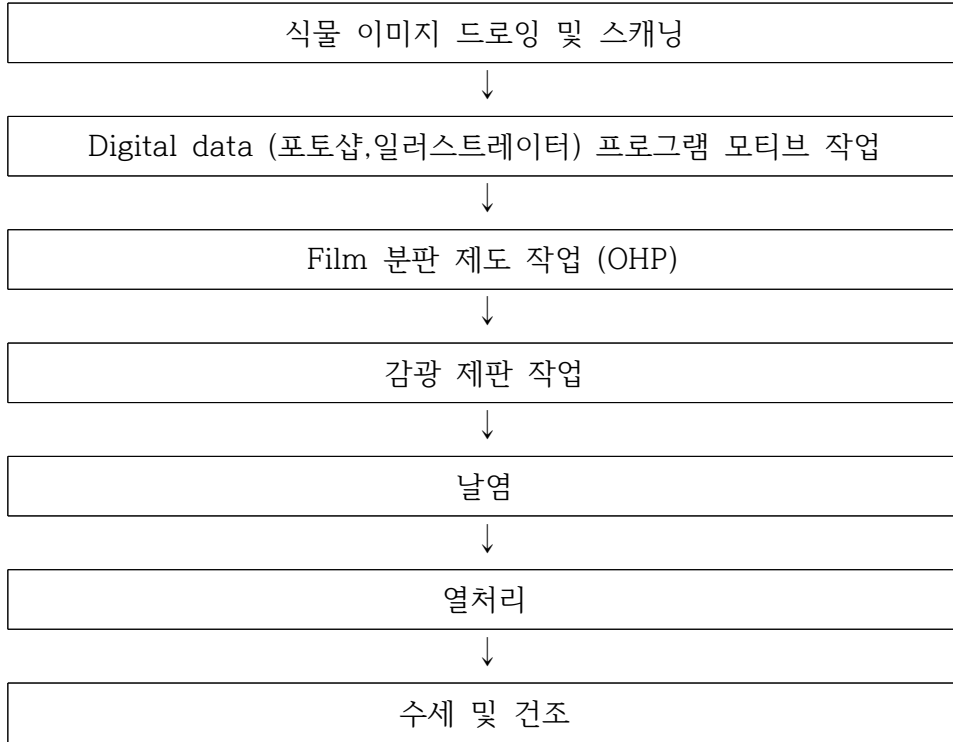 식물 이미지 드로잉 및 스캐닝
↓
Digital data (포토샵,일러스트레이터) 프로그램 모티브 작업
↓
Film 분판 제도 작업 (OHP)
↓
감광 제판 작업
↓
날염
↓
열처리
↓
수세 및 건조